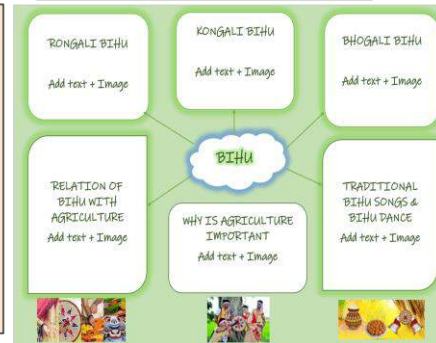 RONGALI BIHU
Add text + Image
KONGALI BIHU
Add text + Image
BHOGALI BIHU
Add text + Image
BIHU
RELATION OF
BIHU WITH
AGRICULTURE
Add text + Image
WHY IS AGRICULTURE
IMPORTANT
Add text + Image
TRADITIONAL
BIHU SONGS &
BIHU DANCE
Add text + Image